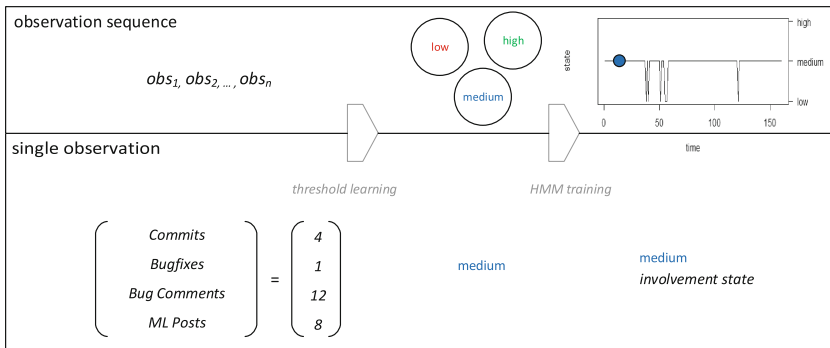 observation sequence
obs1, obs2, ... , obsn
low
high
medium
state
high
medium
low
0 50 100 150
time
single observation
threshold learning
HMM training
Commits
Bugfixes
Bug Comments
ML Posts
=
4
1
12
8
medium
medium
involvement state